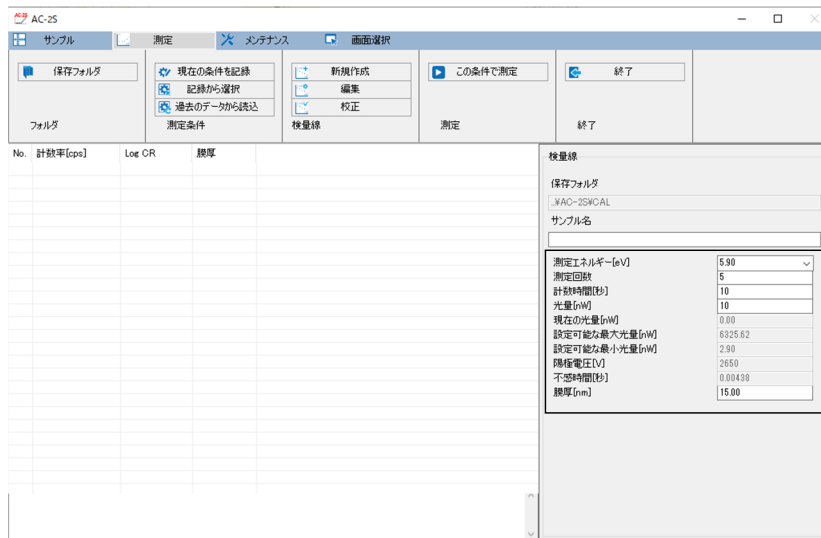 AC-2S
サンプル 測定 メンテナンス 画面選択
保存フォルダ 現在の条件を記録 新規作成 この条件で測定 終了
記録から選択 編集
過去のデータから読込 校正
フォルダ 測定条件 検量線 測定 終了
No. 計数率[cps] Log CR 膜厚
検量線
保存フォルダ
..¥AC-2S¥CAL
サンプル名
測定エネルギー[eV] 5.90
測定回数 5
計数時間[秒] 10
光量[nW] 10
現在の光量[nW] 0.00
設定可能な最大光量[nW] 6325.62
設定可能な最小光量[nW] 2.90
陽極電圧[V] 2650
不感時間[秒] 0.00438
膜厚[nm] 15.00